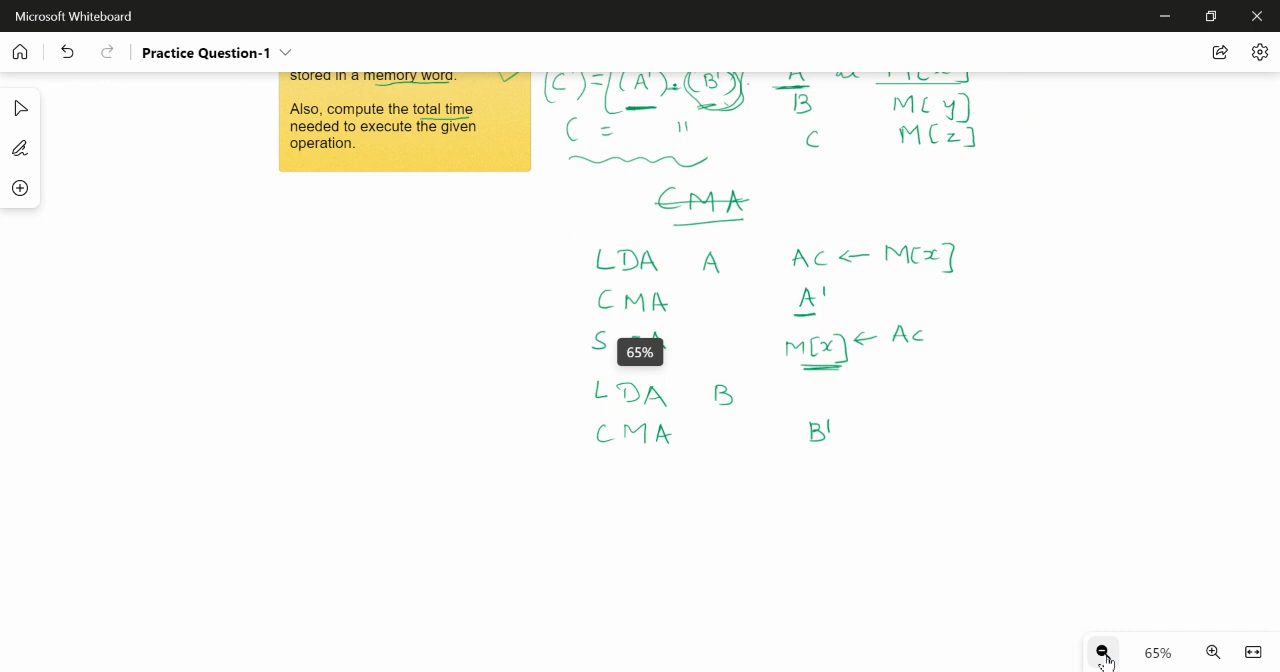 Microsoft Whiteboard
Practice Question-1
stored in a memory word.
Also, compute the total time
needed to execute the given
operation.
(C')=[(A').(B')]'
C = "
A at M[x]
B M[y]
C M[z]
CMA
LDA A AC ← M[x]
CMA A'
S A M[x] ← AC
65%
LDA B
CMA B'
65%